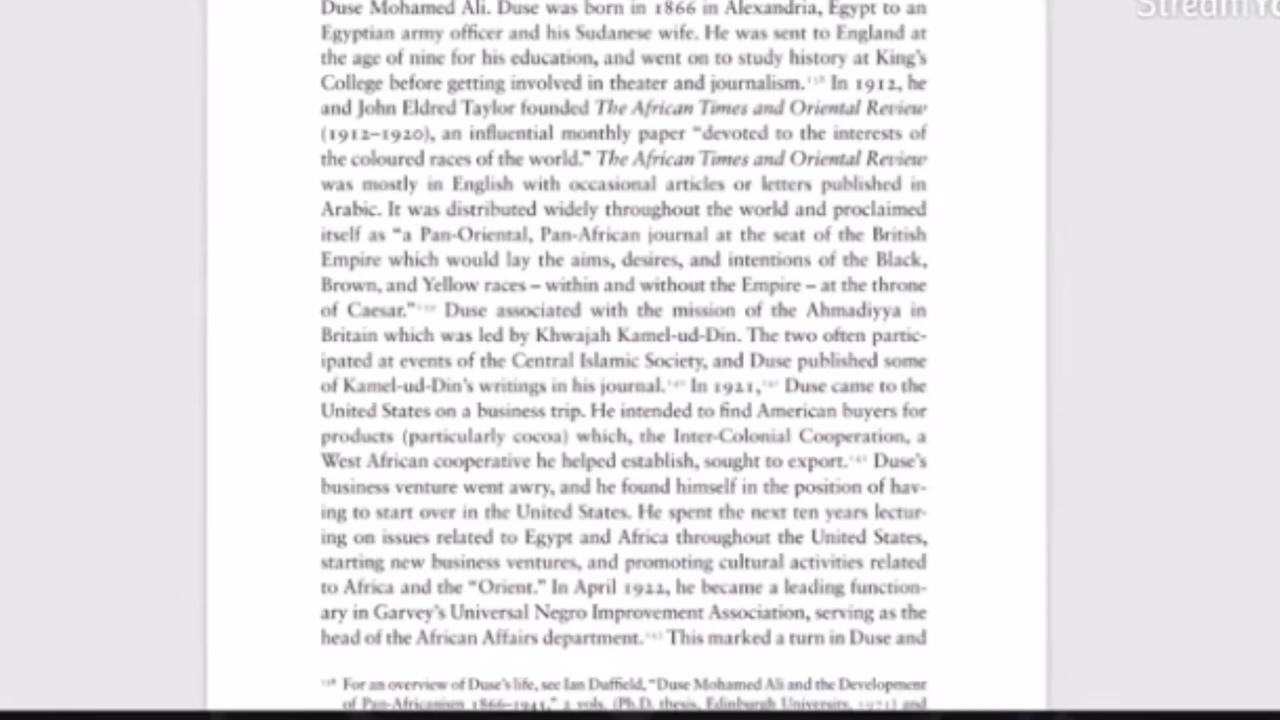 StreamYa
Duse Mohamed Ali. Duse was born in 1866 in Alexandria, Egypt to an
Egyptian army officer and his Sudanese wife. He was sent to England at
the age of nine for his education, and went on to study history at King's
College before getting involved in theater and journalism.¹³⁸ In 1912, he
and John Eldred Taylor founded The African Times and Oriental Review
(1912–1920), an influential monthly paper “devoted to the interests of
the coloured races of the world.” The African Times and Oriental Review
was mostly in English with occasional articles or letters published in
Arabic. It was distributed widely throughout the world and proclaimed
itself as “a Pan-Oriental, Pan-African journal at the seat of the British
Empire which would lay the aims, desires, and intentions of the Black,
Brown, and Yellow races – within and without the Empire – at the throne
of Caesar.” Duse associated with the mission of the Ahmadiyya in
Britain which was led by Khwajah Kamel-ud-Din. The two often partic-
ipated at events of the Central Islamic Society, and Duse published some
of Kamel-ud-Din's writings in his journal. In 1921, Duse came to the
United States on a business trip. He intended to find American buyers for
products (particularly cocoa) which, the Inter-Colonial Cooperation, a
West African cooperative he helped establish, sought to export. Duse's
business venture went awry, and he found himself in the position of hav-
ing to start over in the United States. He spent the next ten years lectur-
ing on issues related to Egypt and Africa throughout the United States,
starting new business ventures, and promoting cultural activities related
to Africa and the “Orient.” In April 1922, he became a leading function-
ary in Garvey's Universal Negro Improvement Association, serving as the
head of the African Affairs department. This marked a turn in Duse and
¹³⁸ For an overview of Duse's life, see Ian Duffield, “Duse Mohamed Ali and the Development
of Pan-Africanism 1866–1945,” 2 vols. (Ph.D. thesis, Edinburgh University, 1971) and